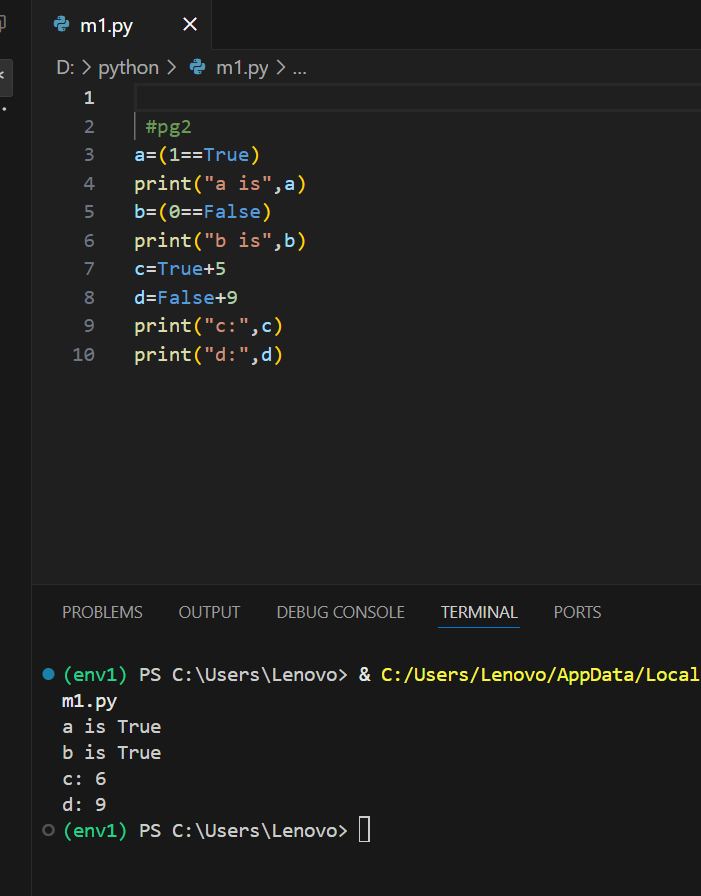 m1.py ×
D: > python > m1.py > ...
1
2 #pg2
3 a=(1==True)
4 print("a is",a)
5 b=(0==False)
6 print("b is",b)
7 c=True+5
8 d=False+9
9 print("c:",c)
10 print("d:",d)
PROBLEMS OUTPUT DEBUG CONSOLE TERMINAL PORTS
(env1) PS C:\Users\Lenovo> & C:/Users/Lenovo/AppData/Local
m1.py
a is True
b is True
c: 6
d: 9
(env1) PS C:\Users\Lenovo>